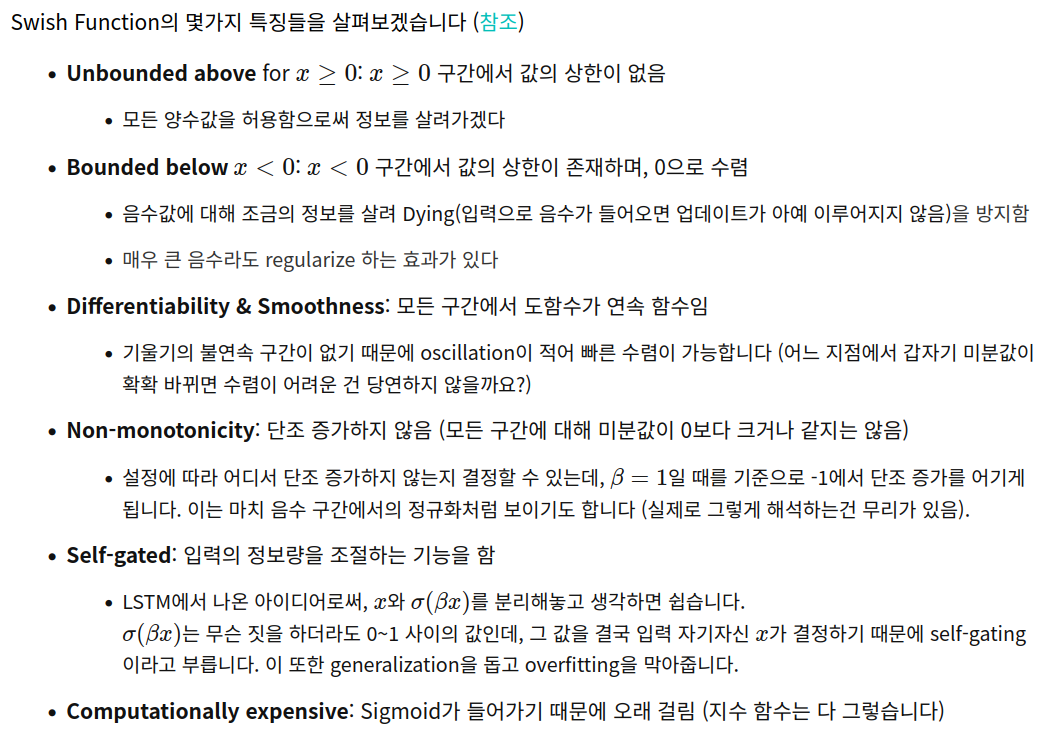 Swish Function의 몇가지 특징들을 살펴보겠습니다 (참조)
• Unbounded above for x ≥ 0: x ≥ 0 구간에서 값의 상한이 없음
• 모든 양수값을 허용함으로써 정보를 살려가겠다
• Bounded below x < 0: x < 0 구간에서 값의 상한이 존재하며, 0으로 수렴
• 음수값에 대해 조금의 정보를 살려 Dying(입력으로 음수가 들어오면 업데이트가 아예 이루어지지 않음)을 방지함
• 매우 큰 음수라도 regularize 하는 효과가 있다
• Differentiability & Smoothness: 모든 구간에서 도함수가 연속 함수임
• 기울기의 불연속 구간이 없기 때문에 oscillation이 적어 빠른 수렴이 가능합니다 (어느 지점에서 갑자기 미분값이
확확 바뀌면 수렴이 어려운 건 당연하지 않을까요?)
• Non-monotonicity: 단조 증가하지 않음 (모든 구간에 대해 미분값이 0보다 크거나 같지는 않음)
• 설정에 따라 어디서 단조 증가하지 않는지 결정할 수 있는데, β = 1일 때를 기준으로 -1에서 단조 증가를 어기게
됩니다. 이는 마치 음수 구간에서의 정규화처럼 보이기도 합니다 (실제로 그렇게 해석하는건 무리가 있음).
• Self-gated: 입력의 정보량을 조절하는 기능을 함
• LSTM에서 나온 아이디어로써, x와 σ(βx)를 분리해놓고 생각하면 쉽습니다.
σ(βx)는 무슨 짓을 하더라도 0~1 사이의 값인데, 그 값을 결국 입력 자기자신 x가 결정하기 때문에 self-gating
이라고 부릅니다. 이 또한 generalization을 돕고 overfitting을 막아줍니다.
• Computationally expensive: Sigmoid가 들어가기 때문에 오래 걸림 (지수 함수는 다 그렇습니다)